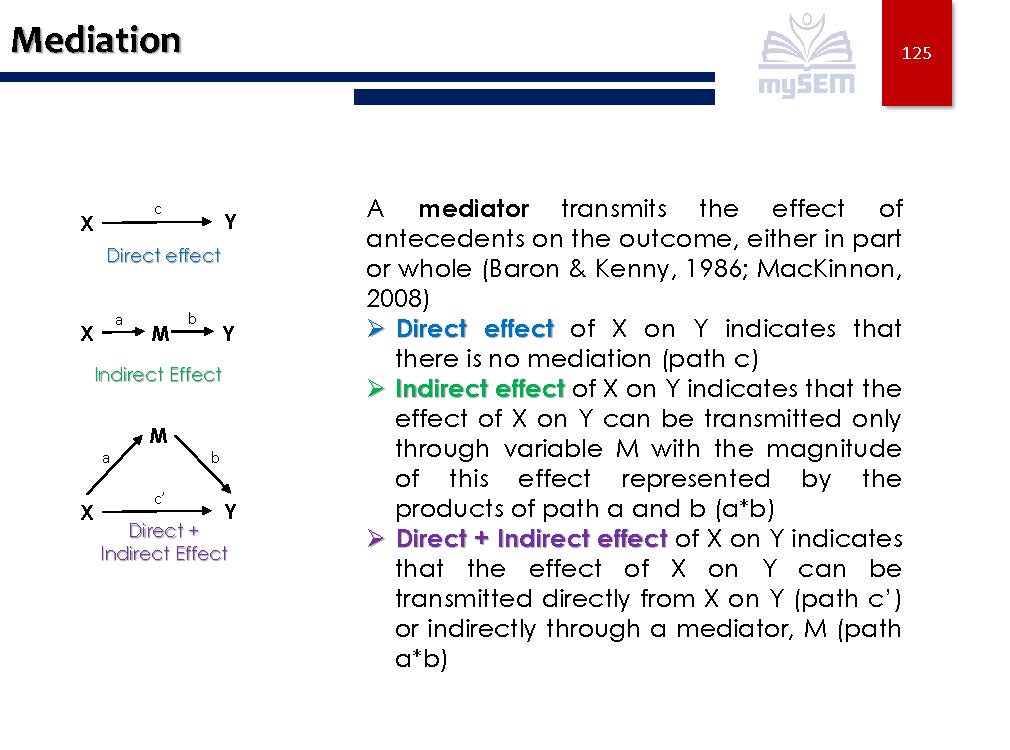 Mediation
mySEM
125
c
X Y
Direct effect
a b
X M Y
Indirect Effect
M
a b
c’
X Y
Direct +
Indirect Effect
A mediator transmits the effect of
antecedents on the outcome, either in part
or whole (Baron & Kenny, 1986; MacKinnon,
2008)
➢ Direct effect of X on Y indicates that
there is no mediation (path c)
➢ Indirect effect of X on Y indicates that the
effect of X on Y can be transmitted only
through variable M with the magnitude
of this effect represented by the
products of path a and b (a*b)
➢ Direct + Indirect effect of X on Y indicates
that the effect of X on Y can be
transmitted directly from X on Y (path c’)
or indirectly through a mediator, M (path
a*b)